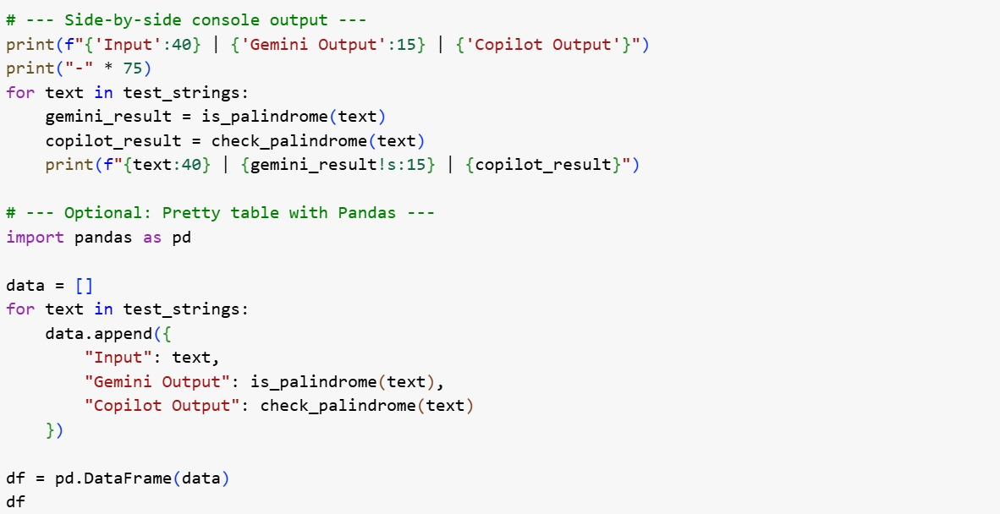 # --- Side-by-side console output ---
print(f"{'Input':40} | {'Gemini Output':15} | {'Copilot Output'}")
print("-" * 75)
for text in test_strings:
    gemini_result = is_palindrome(text)
    copilot_result = check_palindrome(text)
    print(f"{text:40} | {gemini_result!s:15} | {copilot_result}")

# --- Optional: Pretty table with Pandas ---
import pandas as pd

data = []
for text in test_strings:
    data.append({
        "Input": text,
        "Gemini Output": is_palindrome(text),
        "Copilot Output": check_palindrome(text)
    })

df = pd.DataFrame(data)
df